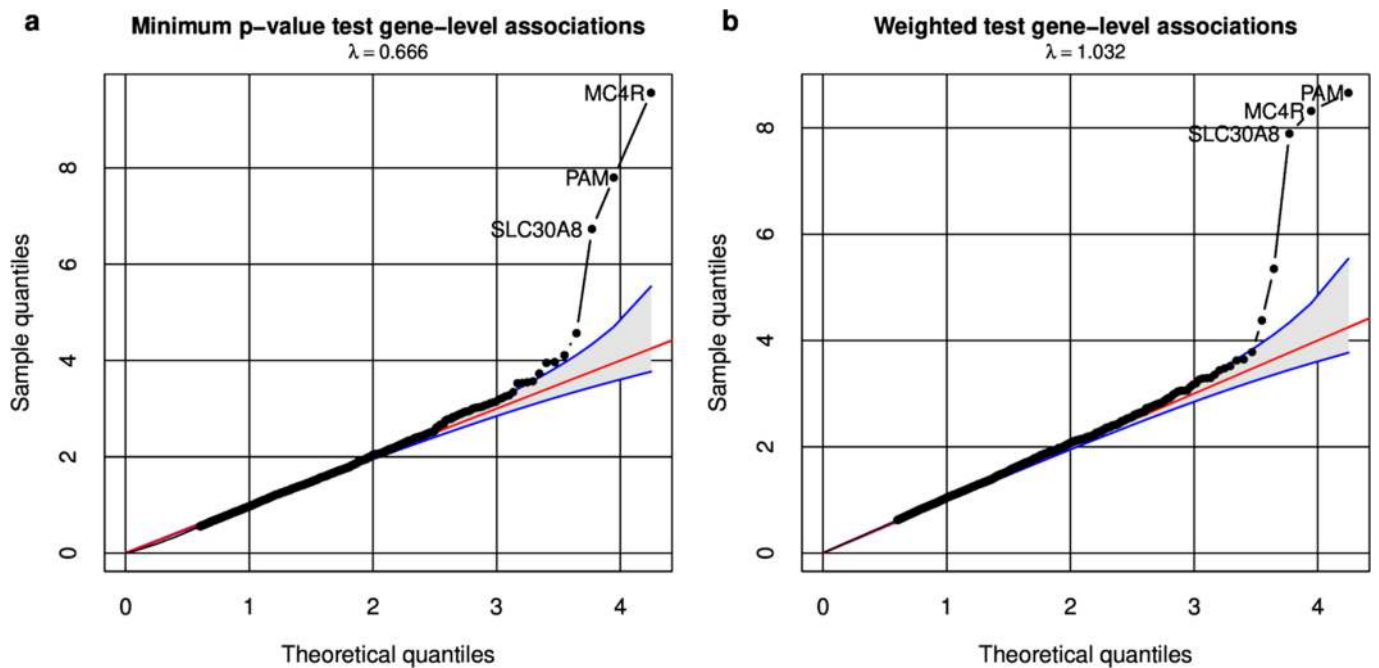 a
Minimum p−value test gene−level associations
λ = 0.666
MC4R
PAM
SLC30A8
Sample quantiles
8
6
4
2
0
0 1 2 3 4
Theoretical quantiles
b
Weighted test gene−level associations
λ = 1.032
PAM
MC4R
SLC30A8
Sample quantiles
8
6
4
2
0
0 1 2 3 4
Theoretical quantiles